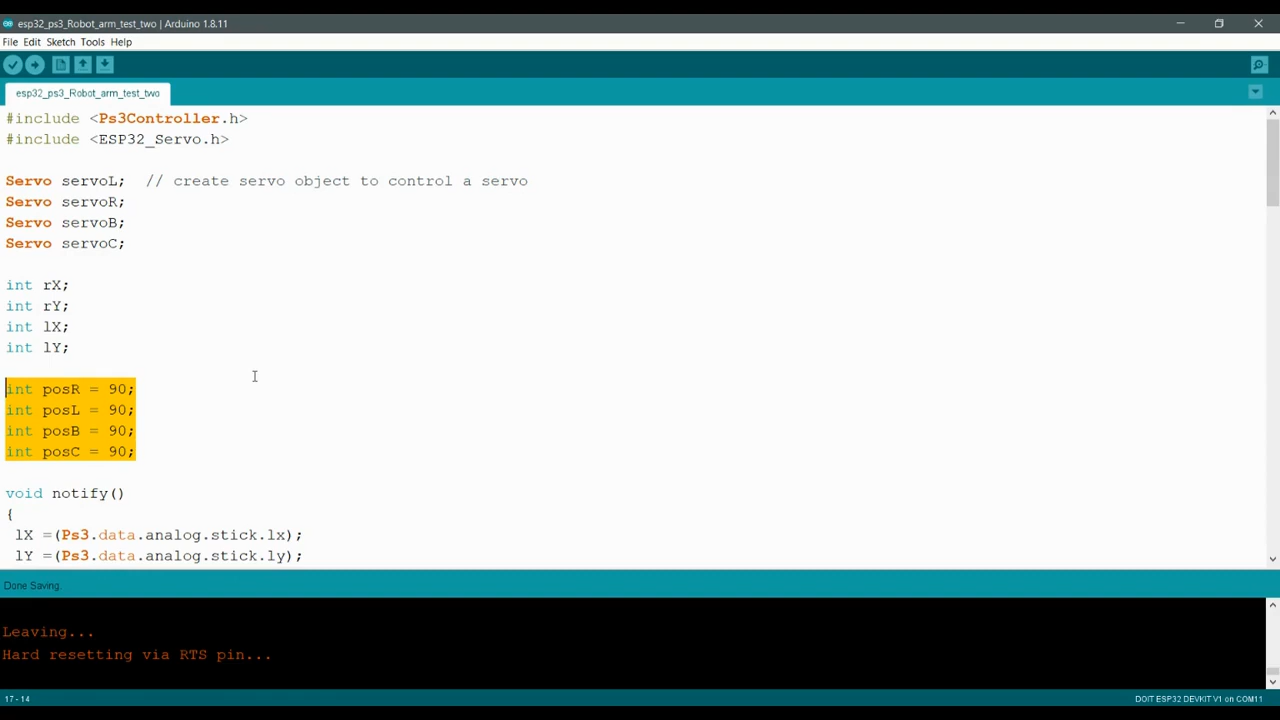 esp32_ps3_Robot_arm_test_two | Arduino 1.8.11
File Edit Sketch Tools Help
esp32_ps3_Robot_arm_test_two
#include <Ps3Controller.h>
#include <ESP32_Servo.h>
Servo servoL;  // create servo object to control a servo
Servo servoR;
Servo servoB;
Servo servoC;
int rX;
int rY;
int lX;
int lY;
int posR = 90;
int posL = 90;
int posB = 90;
int posC = 90;
void notify()
{
lX =(Ps3.data.analog.stick.lx);
lY =(Ps3.data.analog.stick.ly);
Done Saving.
Leaving...
Hard resetting via RTS pin...
17 - 14
DOIT ESP32 DEVKIT V1 on COM11